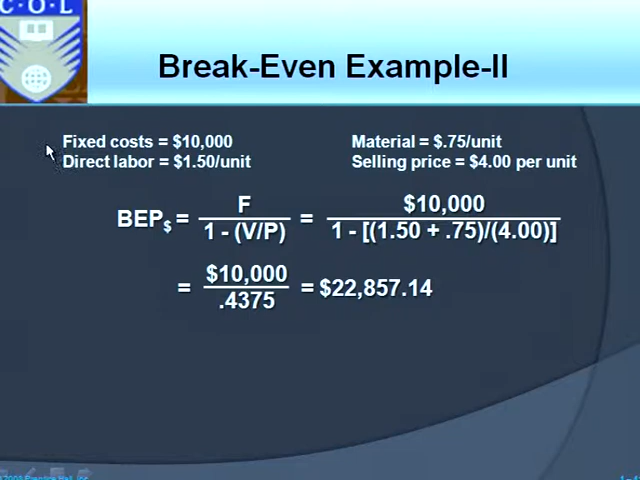 C·O·L
Break-Even Example-II
Fixed costs = $10,000
Direct labor = $1.50/unit
Material = $.75/unit
Selling price = $4.00 per unit
BEP$ = F / 1 - (V/P) = $10,000 / 1 - [(1.50 + .75)/(4.00)]
= $10,000 / .4375 = $22,857.14